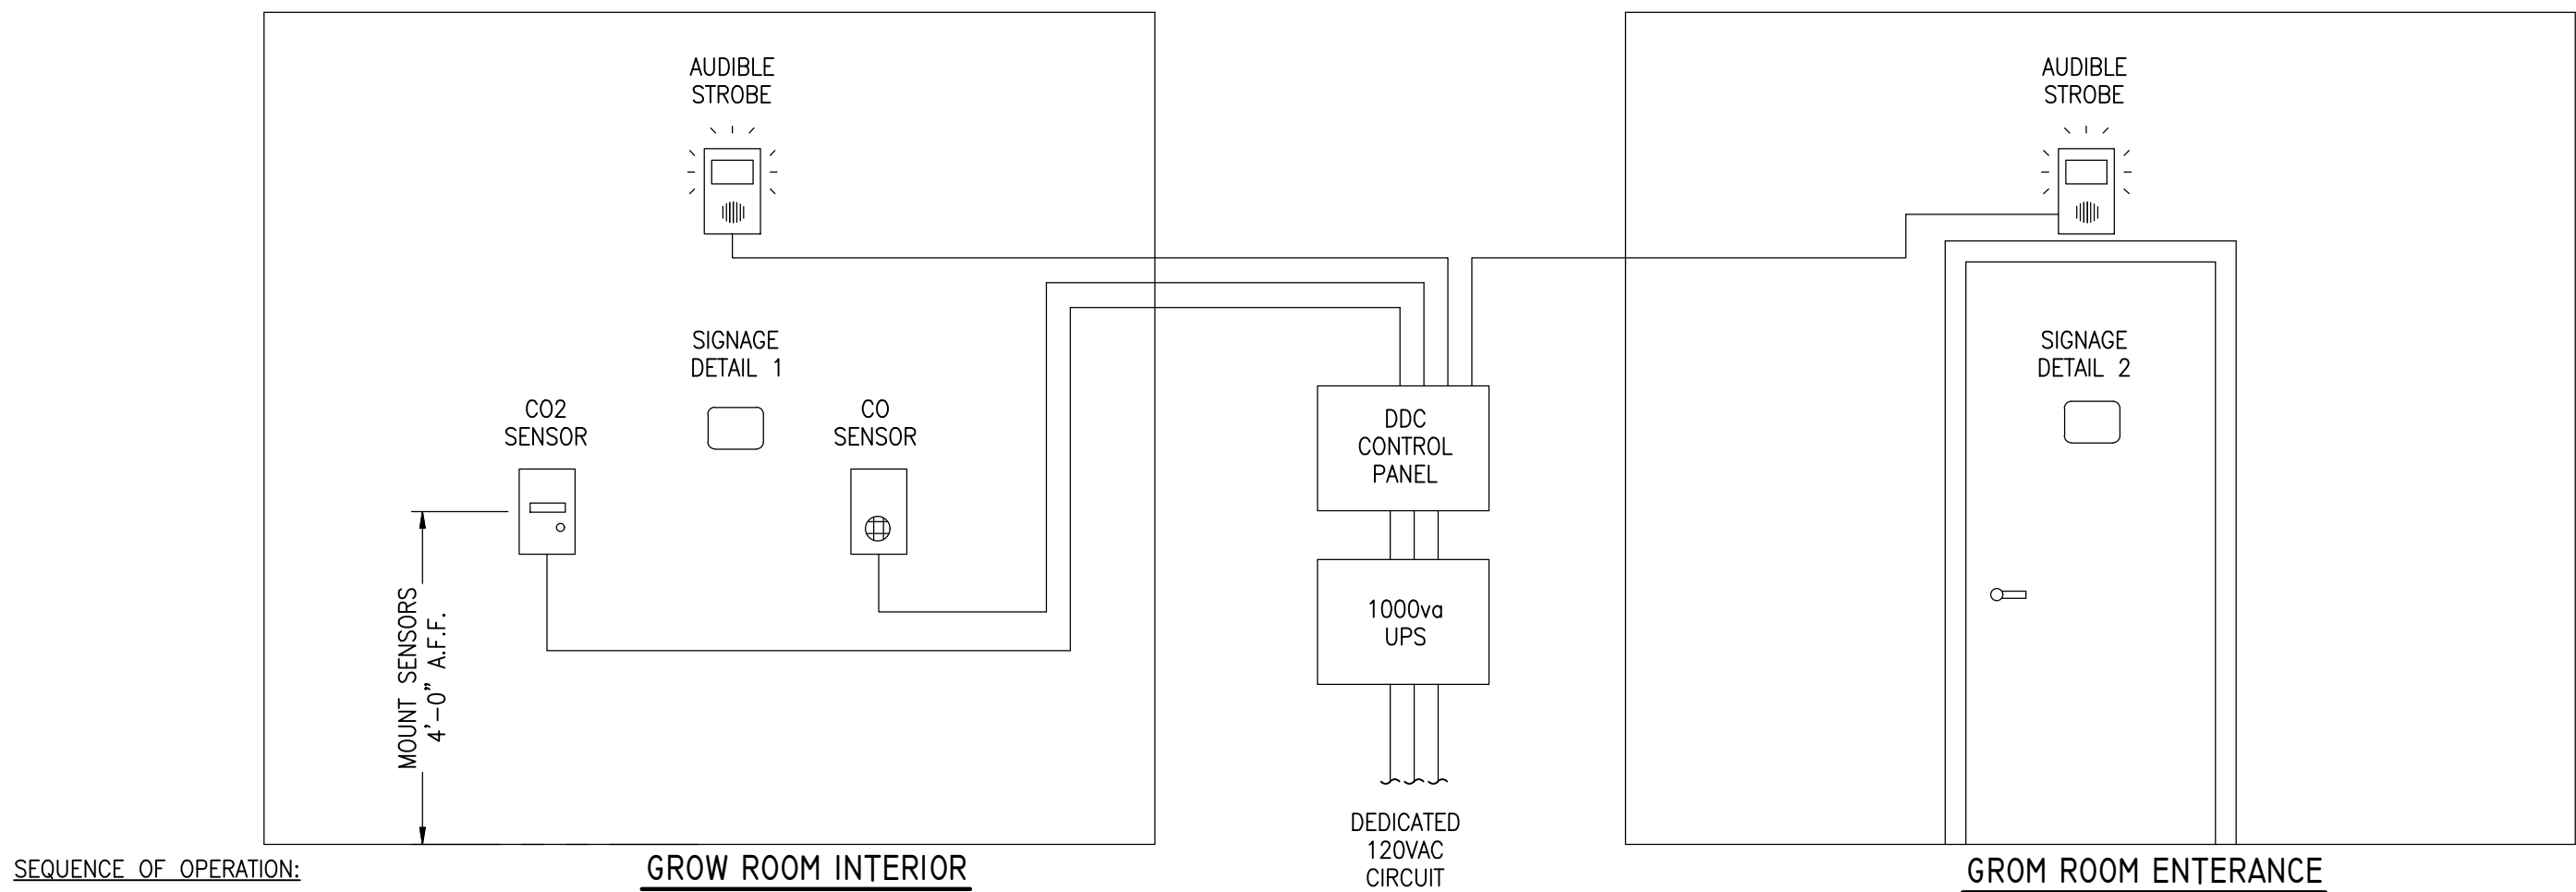 AUDIBLE
STROBE
SIGNAGE
DETAIL 1
CO2
SENSOR
CO
SENSOR
MOUNT SENSORS
4'-0" A.F.F.
GROW ROOM INTERIOR
DDC
CONTROL
PANEL
1000va
UPS
DEDICATED
120VAC
CIRCUIT
AUDIBLE
STROBE
SIGNAGE
DETAIL 2
GROM ROOM ENTERANCE
SEQUENCE OF OPERATION: